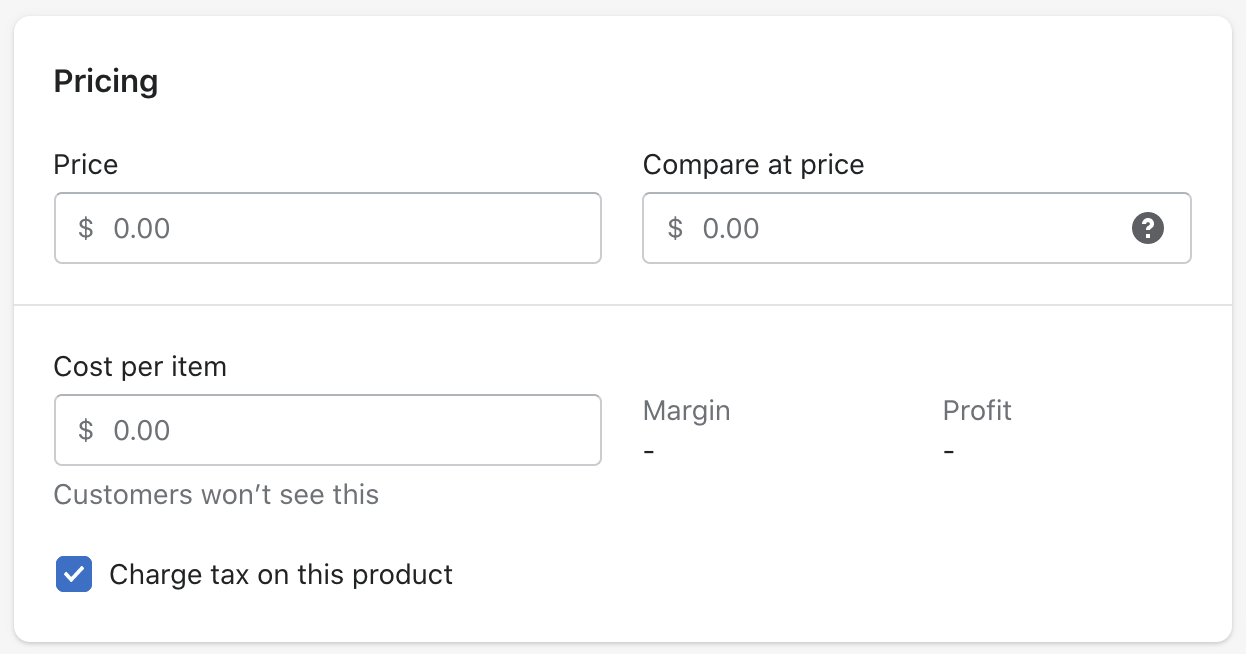 Pricing
Price
Compare at price
$ 0.00
$ 0.00
?
Cost per item
$ 0.00
Margin
Profit
-
-
Customers won’t see this
Charge tax on this product